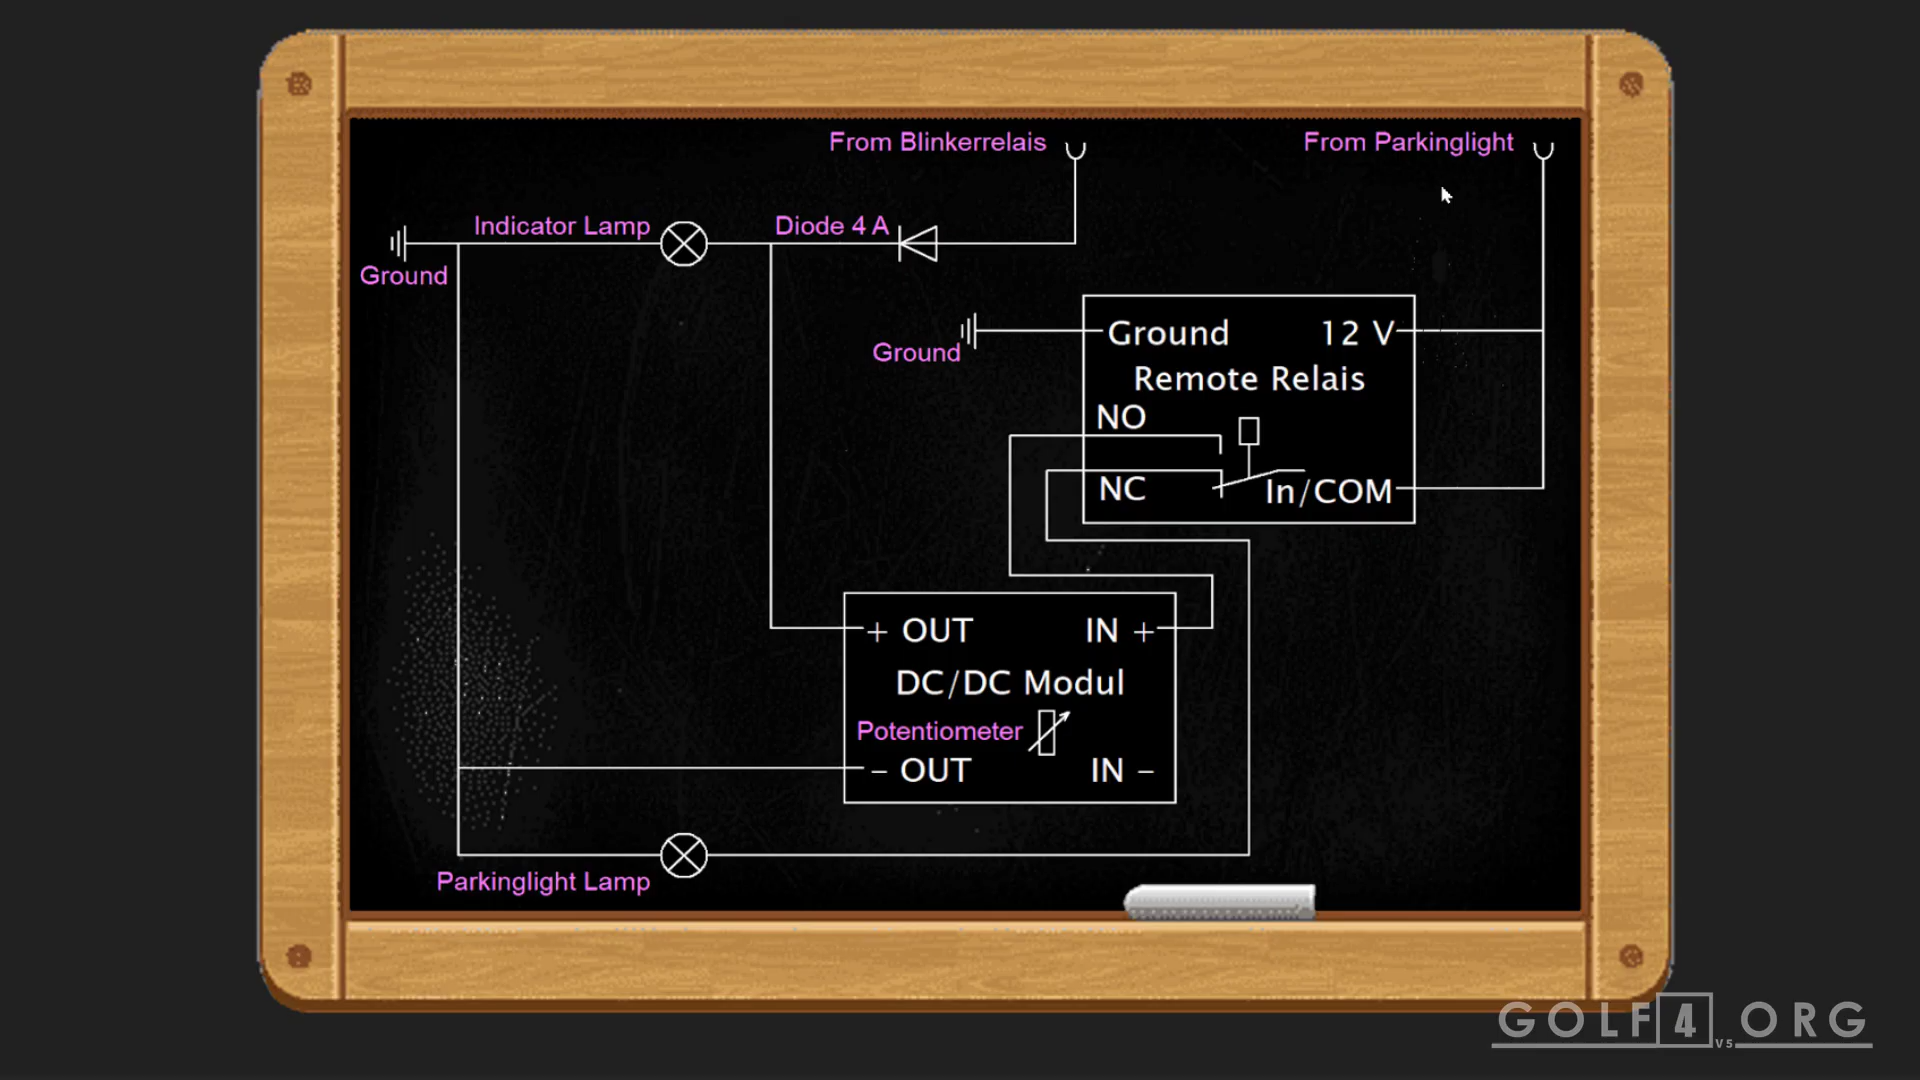 From Blinkerrelais
From Parkinglight
Indicator Lamp
Diode 4 A
Ground
Ground
Ground 12 V
Remote Relais
NO
NC In/COM
+ OUT IN +
DC/DC Modul
Potentiometer
− OUT IN −
Parkinglight Lamp
GOLF4.ORG
V5